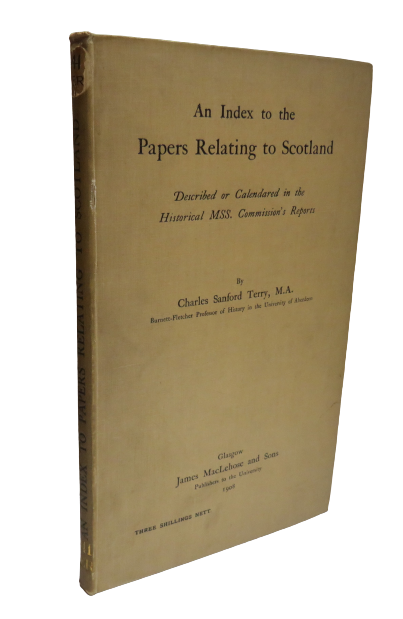 An Index to the
Papers Relating to Scotland
Described or Calendared in the
Historical MSS. Commission's Reports
By
Charles Sanford Terry, M.A.
Burnett-Fletcher Professor of History in the University of Aberdeen
Glasgow
James MacLehose and Sons
Publishers to the University
1908
THREE SHILLINGS NETT
INDEX TO PAPERS RELATING TO SCOTLAND